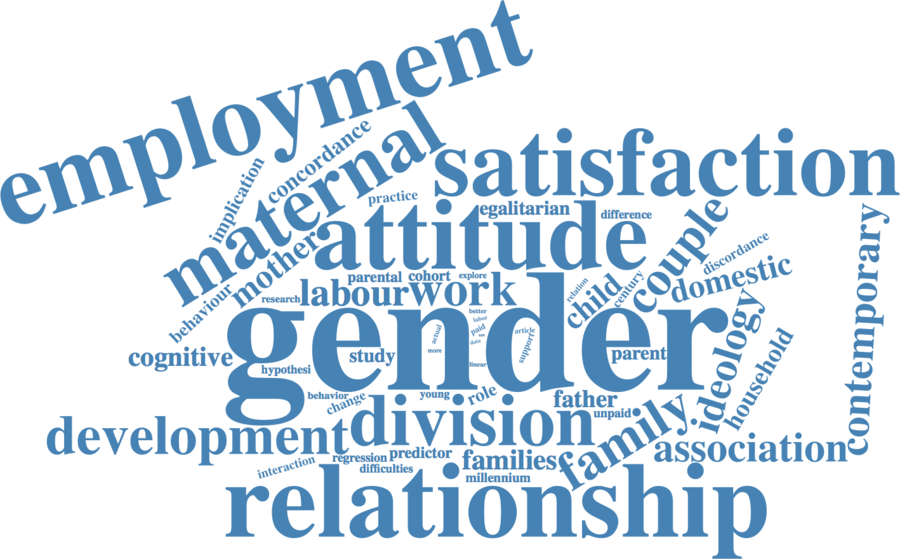 employment
concordance
implication
maternal
satisfaction
practice
egalitarian
difference
attitude
couple
contemporary
mother
discordance
domestic
parental
cohort
explore
relation
century
child
behaviour
research
labour
work
gender
better
labor
paid
use
data
actual
more
article
support
linear
ideology
household
cognitive
study
parent
hypothesi
behavior
change
young
role
father
unpaid
development
division
family
association
interaction
regression
predictor
difficulties
families
millennium
relationship